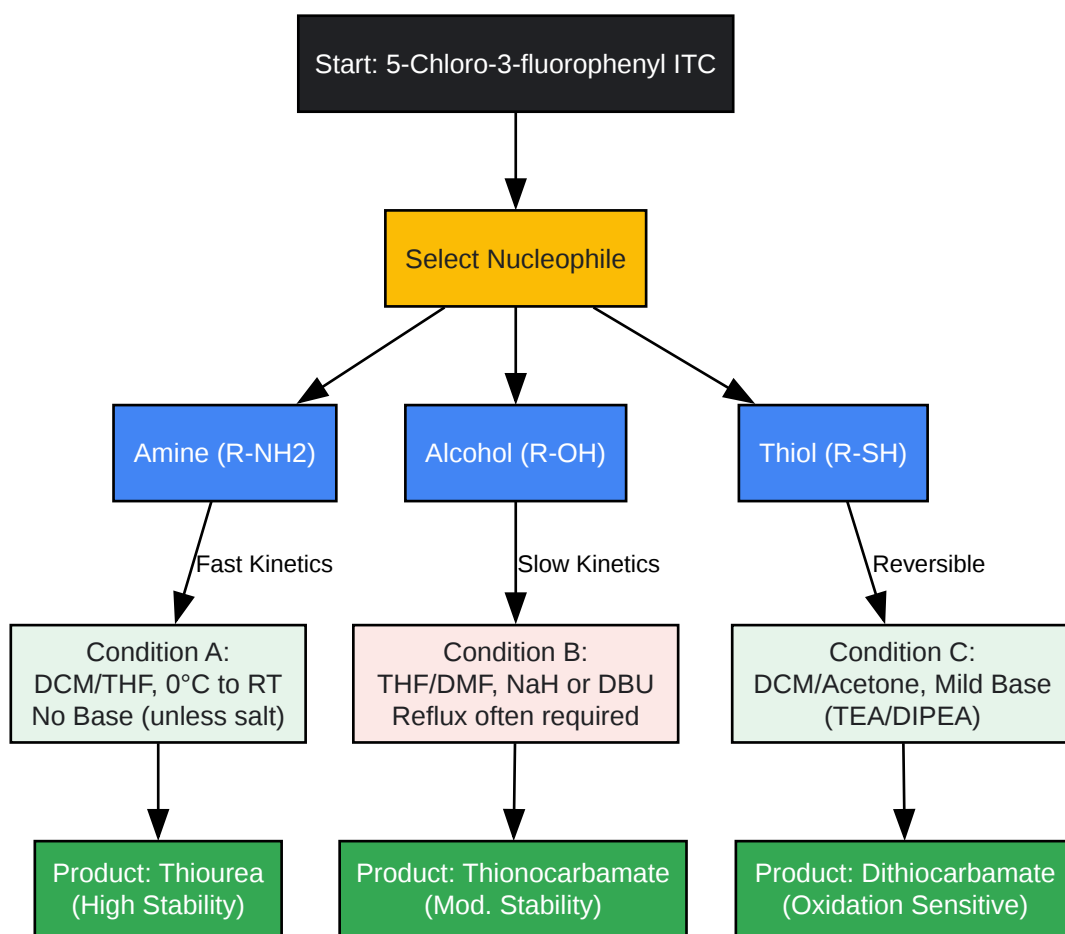 Start: 5-Chloro-3-fluorophenyl ITC
Select Nucleophile
Amine (R-NH2)
Alcohol (R-OH)
Thiol (R-SH)
Fast Kinetics
Slow Kinetics
Reversible
Condition A:
DCM/THF, 0°C to RT
No Base (unless salt)
Condition B:
THF/DMF, NaH or DBU
Reflux often required
Condition C:
DCM/Acetone, Mild Base
(TEA/DIPEA)
Product: Thiourea
(High Stability)
Product: Thionocarbamate
(Mod. Stability)
Product: Dithiocarbamate
(Oxidation Sensitive)